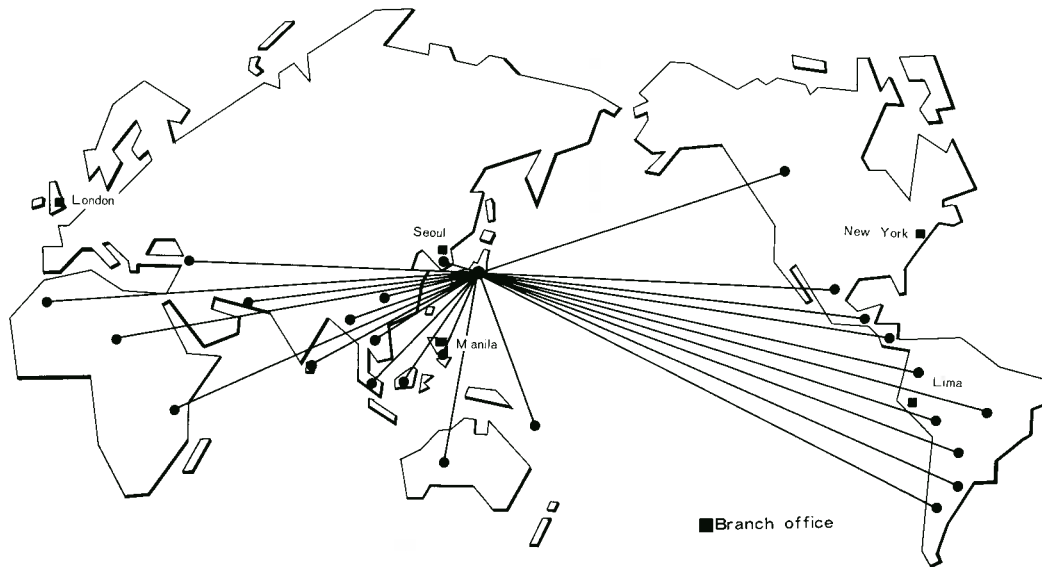 London
Seoul
New York
Manila
Lima
■Branch office